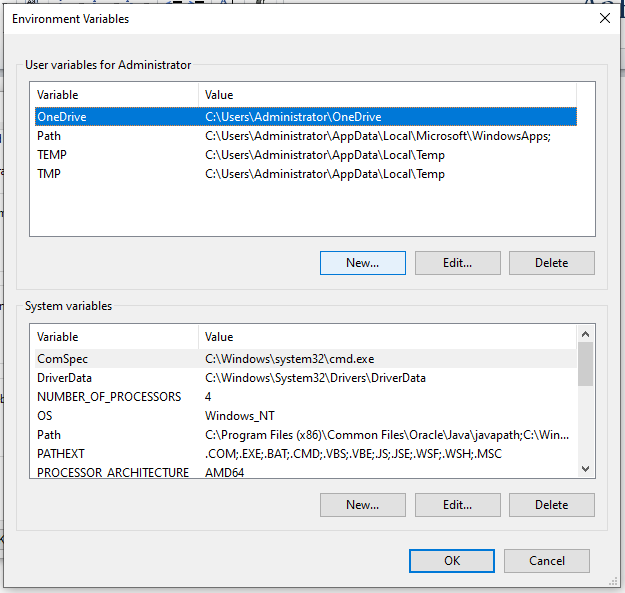 Environment Variables
User variables for Administrator
Variable Value
OneDrive C:\Users\Administrator\OneDrive
Path C:\Users\Administrator\AppData\Local\Microsoft\WindowsApps;
TEMP C:\Users\Administrator\AppData\Local\Temp
TMP C:\Users\Administrator\AppData\Local\Temp
New... Edit... Delete
System variables
Variable Value
ComSpec C:\Windows\system32\cmd.exe
DriverData C:\Windows\System32\Drivers\DriverData
NUMBER_OF_PROCESSORS 4
OS Windows_NT
Path C:\Program Files (x86)\Common Files\Oracle\Java\javapath;C:\Win...
PATHEXT .COM;.EXE;.BAT;.CMD;.VBS;.VBE;.JS;.JSE;.WSF;.WSH;.MSC
PROCESSOR_ARCHITECTURE AMD64
New... Edit... Delete
OK Cancel